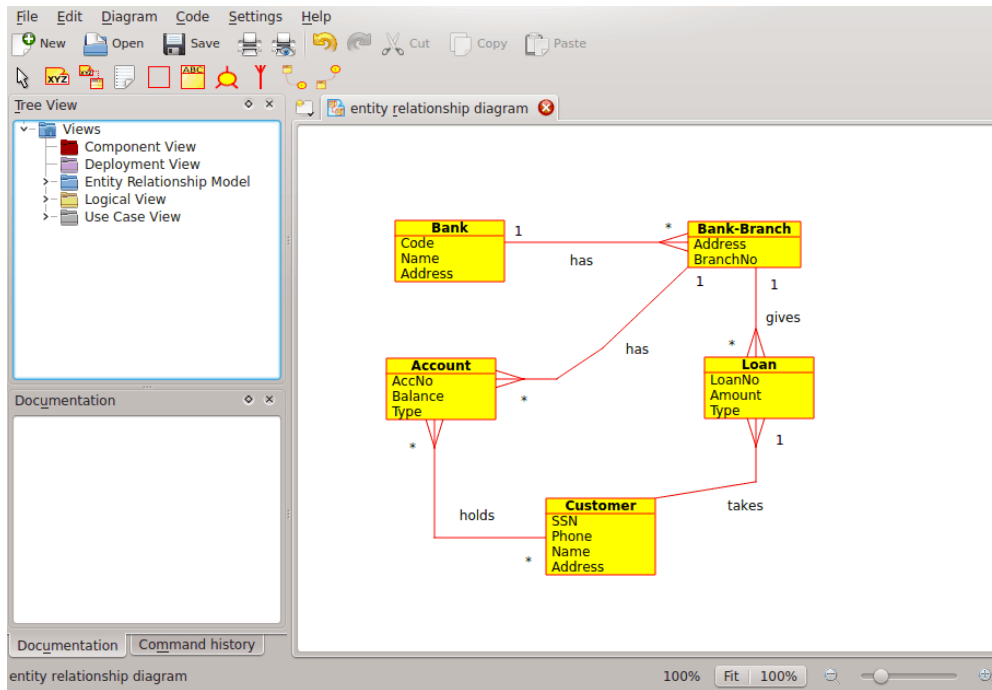 File Edit Diagram Code Settings Help
New Open Save Cut Copy Paste
XYZ XYZ ABC
Tree View
entity relationship diagram
Views
Component View
Deployment View
Entity Relationship Model
Logical View
Use Case View
Bank
Code
Name
Address
1
*
has
Bank-Branch
Address
BranchNo
1
1
gives
*
has
Account
AccNo
Balance
Type
*
*
Loan
LoanNo
Amount
Type
1
takes
holds
*
Customer
SSN
Phone
Name
Address
Documentation
Documentation Command history
entity relationship diagram
100% Fit 100%